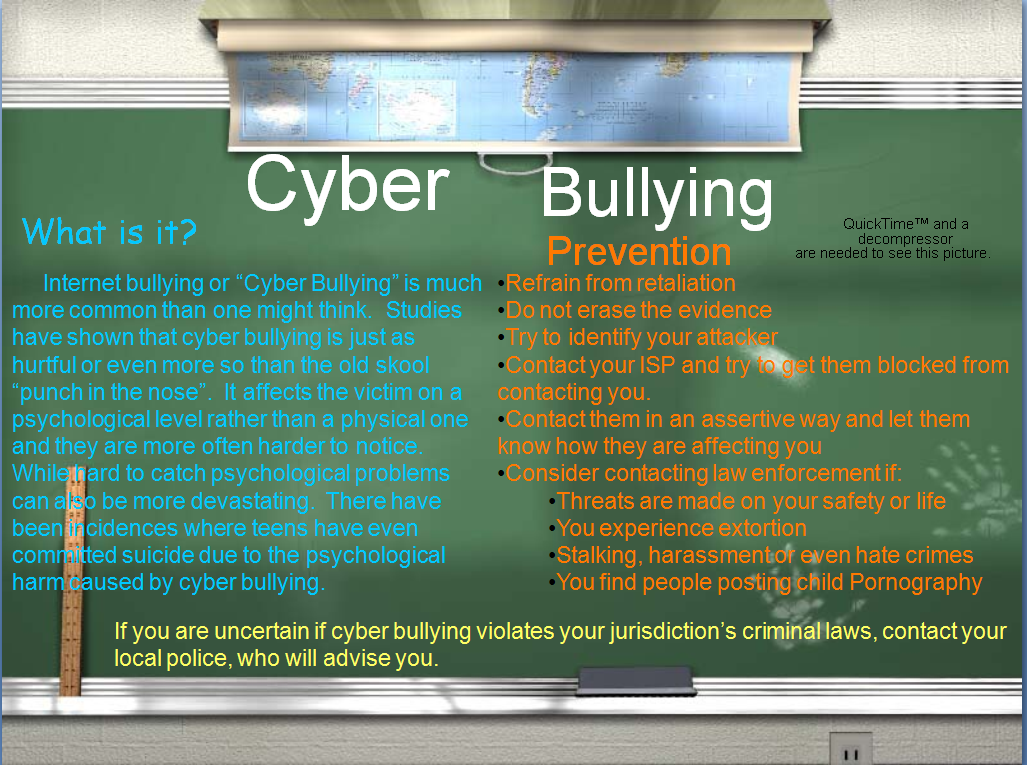 Cyber Bullying
What is it?
Internet bullying or “Cyber Bullying” is much
more common than one might think.  Studies
have shown that cyber bullying is just as
hurtful or even more so than the old skool
“punch in the nose”.  It affects the victim on a
psychological level rather than a physical one
and they are more often harder to notice.
While hard to catch psychological problems
can also be more devastating.  There have
been incidences where teens have even
committed suicide due to the psychological
harm caused by cyber bullying.
Prevention
•Refrain from retaliation
•Do not erase the evidence
•Try to identify your attacker
•Contact your ISP and try to get them blocked from
contacting you.
•Contact them in an assertive way and let them
know how they are affecting you
•Consider contacting law enforcement if:
•Threats are made on your safety or life
•You experience extortion
•Stalking, harassment or even hate crimes
•You find people posting child Pornography
QuickTime™ and a
decompressor
are needed to see this picture.
If you are uncertain if cyber bullying violates your jurisdiction’s criminal laws, contact your
local police, who will advise you.